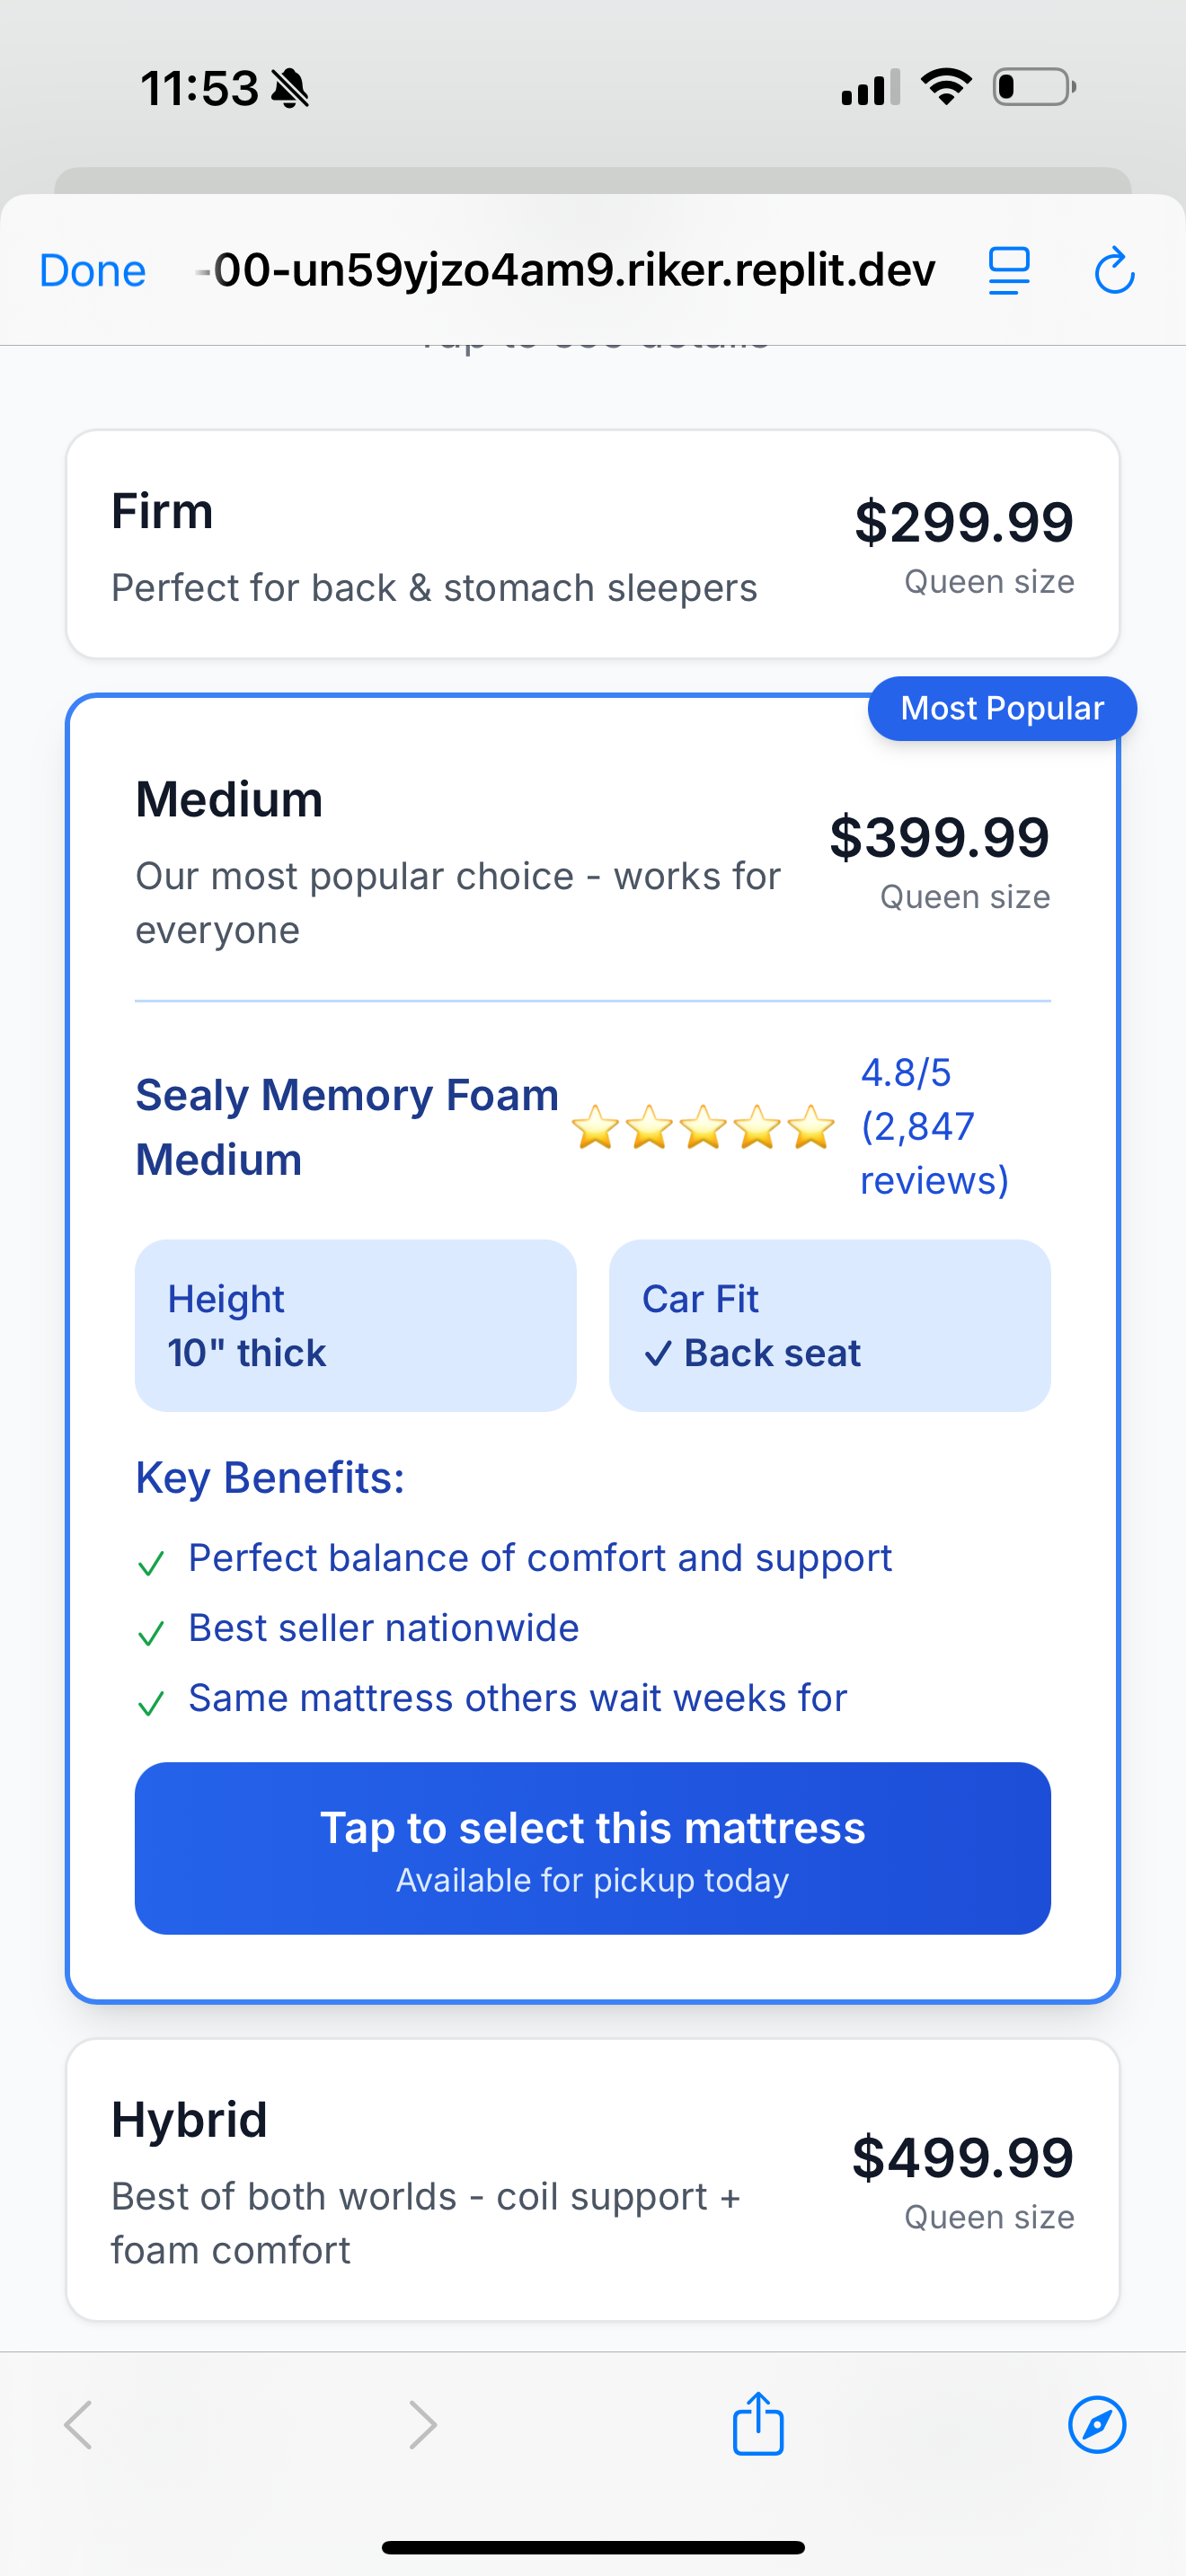 11:53
Done
-00-un59yjzo4am9.riker.replit.dev
Firm
$299.99
Perfect for back & stomach sleepers
Queen size
Most Popular
Medium
$399.99
Our most popular choice - works for
everyone
Queen size
Sealy Memory Foam
Medium
⭐⭐⭐⭐⭐
4.8/5
(2,847
reviews)
Height
10" thick
Car Fit
✓ Back seat
Key Benefits:
✓ Perfect balance of comfort and support
✓ Best seller nationwide
✓ Same mattress others wait weeks for
Tap to select this mattress
Available for pickup today
Hybrid
$499.99
Best of both worlds - coil support +
foam comfort
Queen size